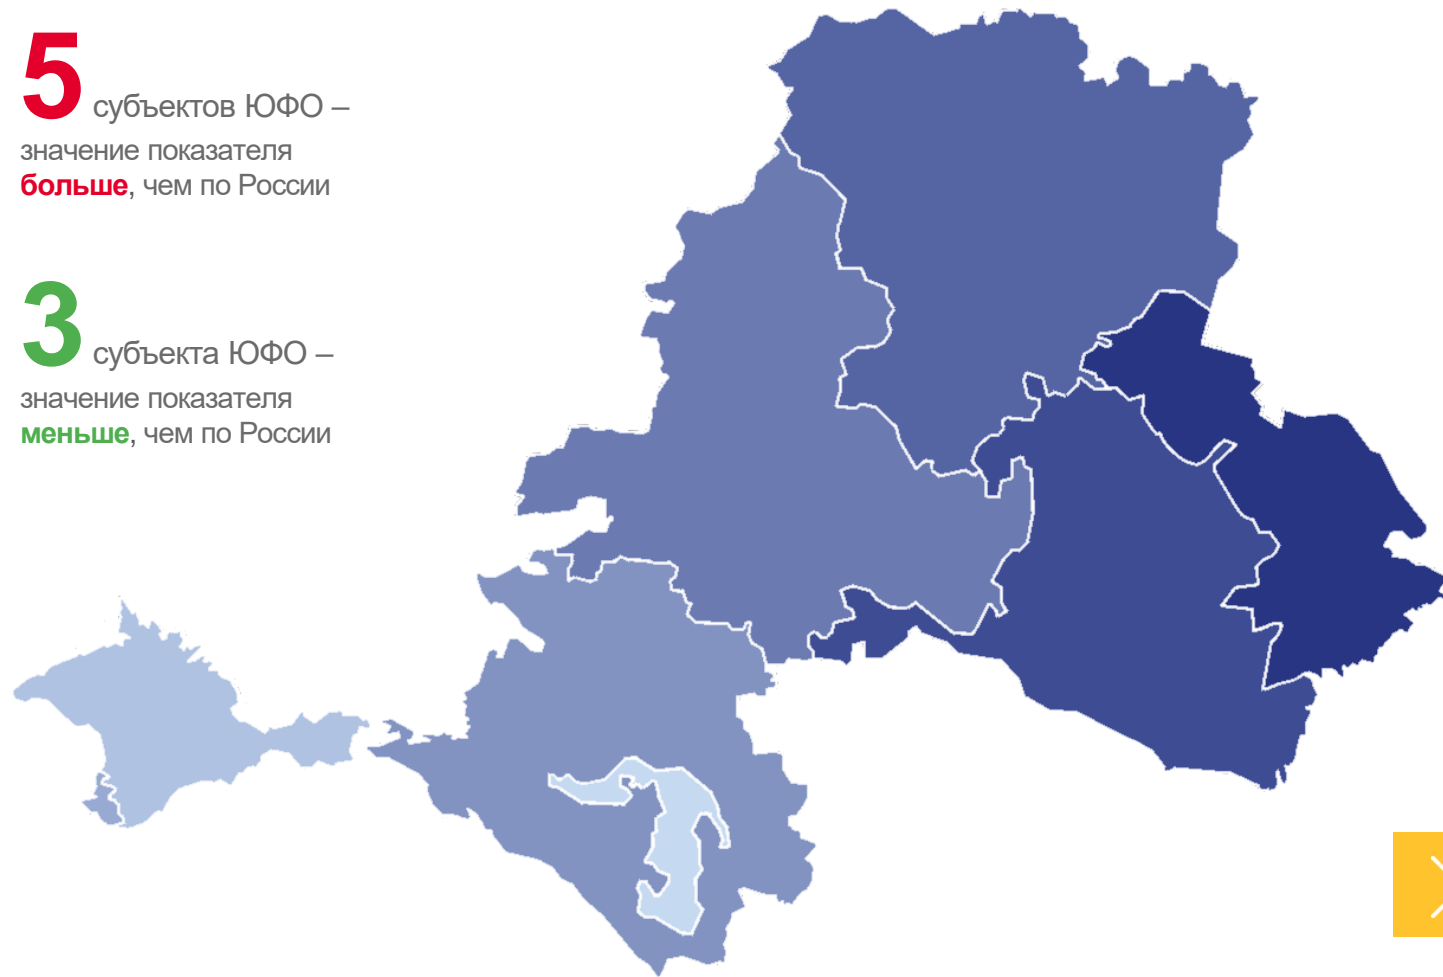 5 субъектов ЮФО –
значение показателя
больше, чем по России
3 субъекта ЮФО –
значение показателя
меньше, чем по России